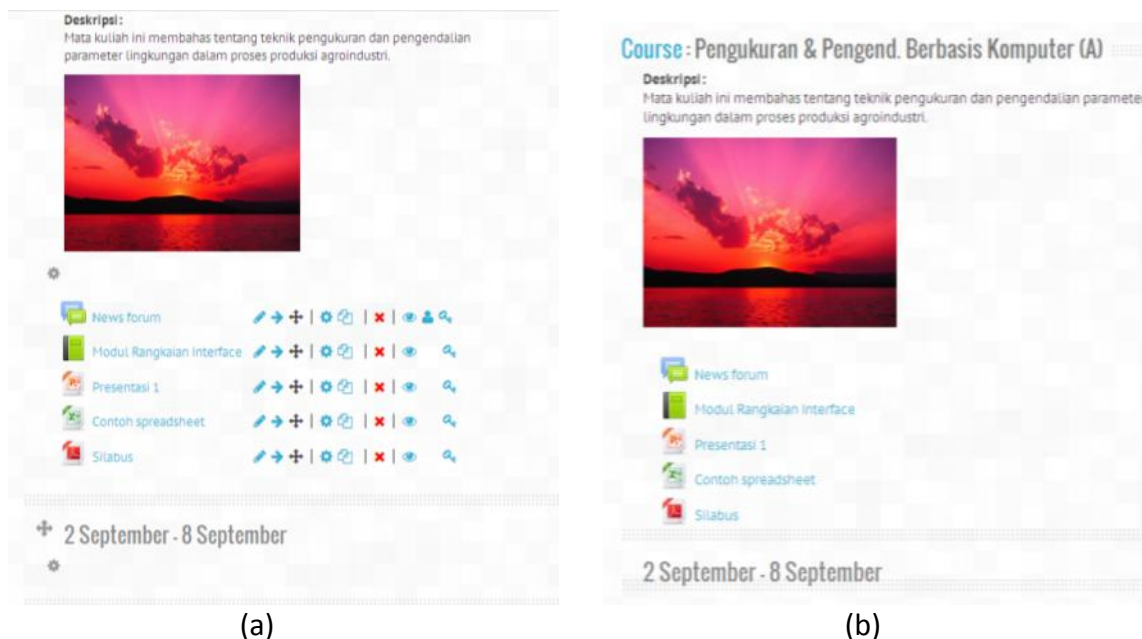 Deskripsi :
Mata kuliah ini membahas tentang teknik pengukuran dan pengendalian
parameter lingkungan dalam proses produksi agroindustri.
News forum
Modul Rangkaian Interface
Presentasi 1
Contoh spreadsheet
Silabus
2 September - 8 September
(a)
Course : Pengukuran & Pengend. Berbasis Komputer (A)
Deskripsi :
Mata kuliah ini membahas tentang teknik pengukuran dan pengendalian paramete
lingkungan dalam proses produksi agroindustri.
News forum
Modul Rangkaian Interface
Presentasi 1
Contoh spreadsheet
Silabus
2 September - 8 September
(b)